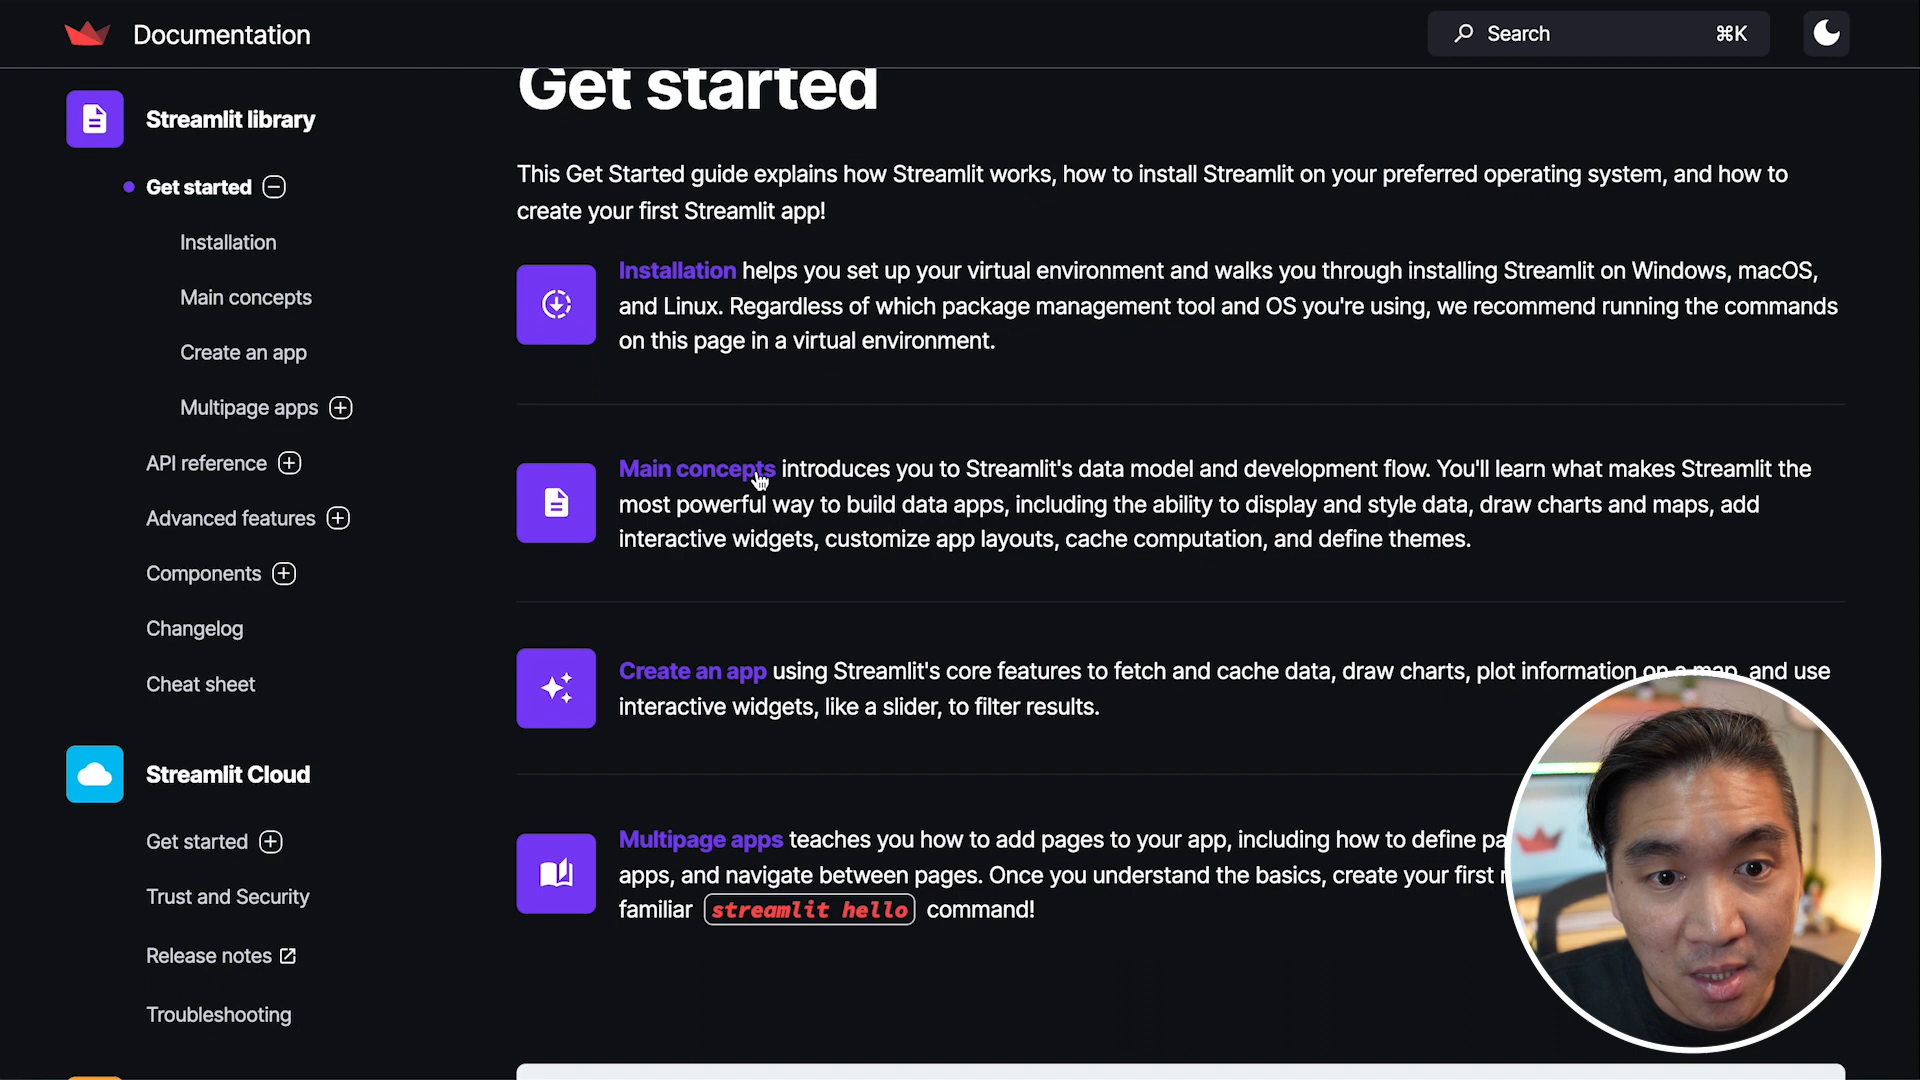 Documentation
Search
⌘K
Streamlit library
Get started
Installation
Main concepts
Create an app
Multipage apps
API reference
Advanced features
Components
Changelog
Cheat sheet
Streamlit Cloud
Get started
Trust and Security
Release notes
Troubleshooting
Get started
This Get Started guide explains how Streamlit works, how to install Streamlit on your preferred operating system, and how to
create your first Streamlit app!
Installation helps you set up your virtual environment and walks you through installing Streamlit on Windows, macOS,
and Linux. Regardless of which package management tool and OS you're using, we recommend running the commands
on this page in a virtual environment.
Main concepts introduces you to Streamlit's data model and development flow. You'll learn what makes Streamlit the
most powerful way to build data apps, including the ability to display and style data, draw charts and maps, add
interactive widgets, customize app layouts, cache computation, and define themes.
Create an app using Streamlit's core features to fetch and cache data, draw charts, plot information on a map, and use
interactive widgets, like a slider, to filter results.
Multipage apps teaches you how to add pages to your app, including how to define
apps, and navigate between pages. Once you understand the basics, create your first
familiar streamlit hello command!